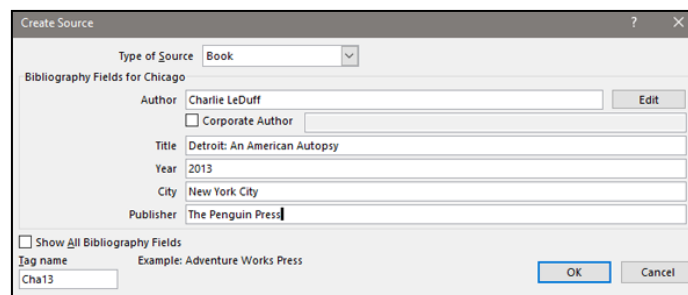 Create Source ? ×
Type of Source Book
Bibliography Fields for Chicago
Author Charlie LeDuff Edit
Corporate Author
Title Detroit: An American Autopsy
Year 2013
City New York City
Publisher The Penguin Press
Show All Bibliography Fields
Tag name Example: Adventure Works Press
Cha13 OK Cancel